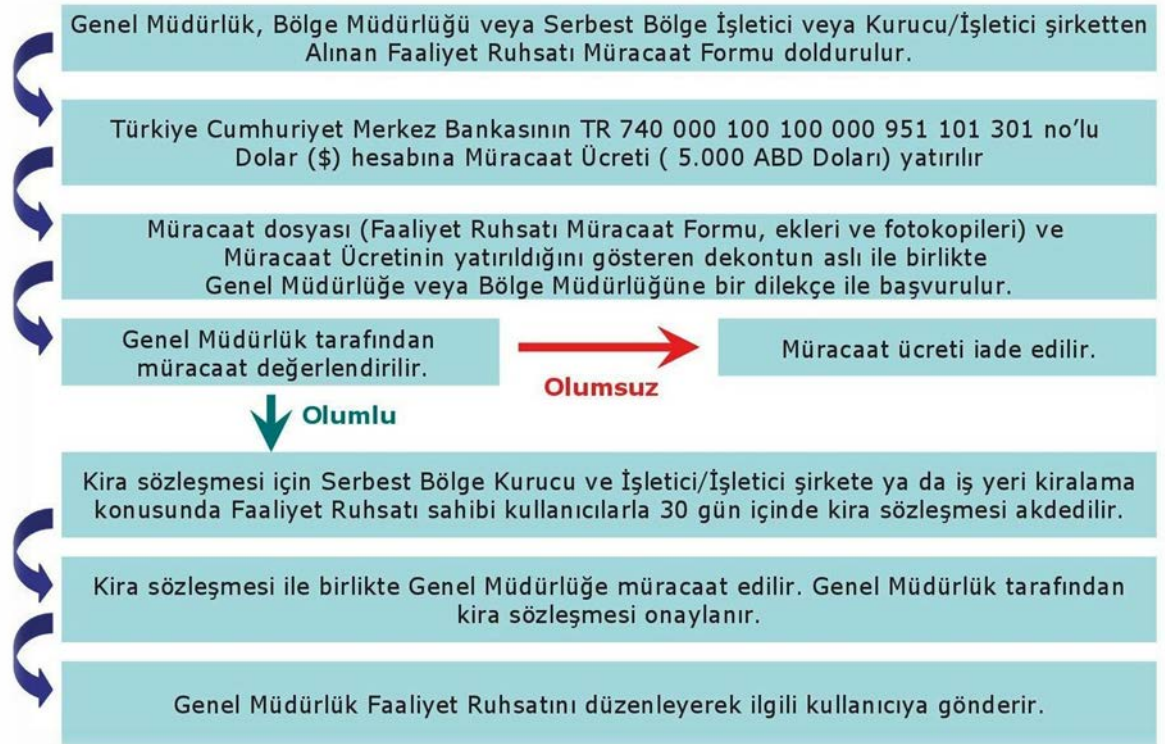 Genel Müdürlük, Bölge Müdürlüğü veya Serbest Bölge İşletici veya Kurucu/İşletici şirketten
Alınan Faaliyet Ruhsatı Müracaat Formu doldurulur.
Türkiye Cumhuriyet Merkez Bankasının TR 740 000 100 100 000 951 101 301 no’lu
Dolar ($) hesabına Müracaat Ücreti ( 5.000 ABD Doları) yatırılır
Müracaat dosyası (Faaliyet Ruhsatı Müracaat Formu, ekleri ve fotokopileri) ve
Müracaat Ücretinin yatırıldığını gösteren dekontun aslı ile birlikte
Genel Müdürlüğe veya Bölge Müdürlüğüne bir dilekçe ile başvurulur.
Genel Müdürlük tarafından
müracaat değerlendirilir.
Olumsuz
Müracaat ücreti iade edilir.
Olumlu
Kira sözleşmesi için Serbest Bölge Kurucu ve İşletici/İşletici şirkete ya da iş yeri kiralama
konusunda Faaliyet Ruhsatı sahibi kullanıcılarla 30 gün içinde kira sözleşmesi akdedilir.
Kira sözleşmesi ile birlikte Genel Müdürlüğe müracaat edilir. Genel Müdürlük tarafından
kira sözleşmesi onaylanır.
Genel Müdürlük Faaliyet Ruhsatını düzenleyerek ilgili kullanıcıya gönderir.